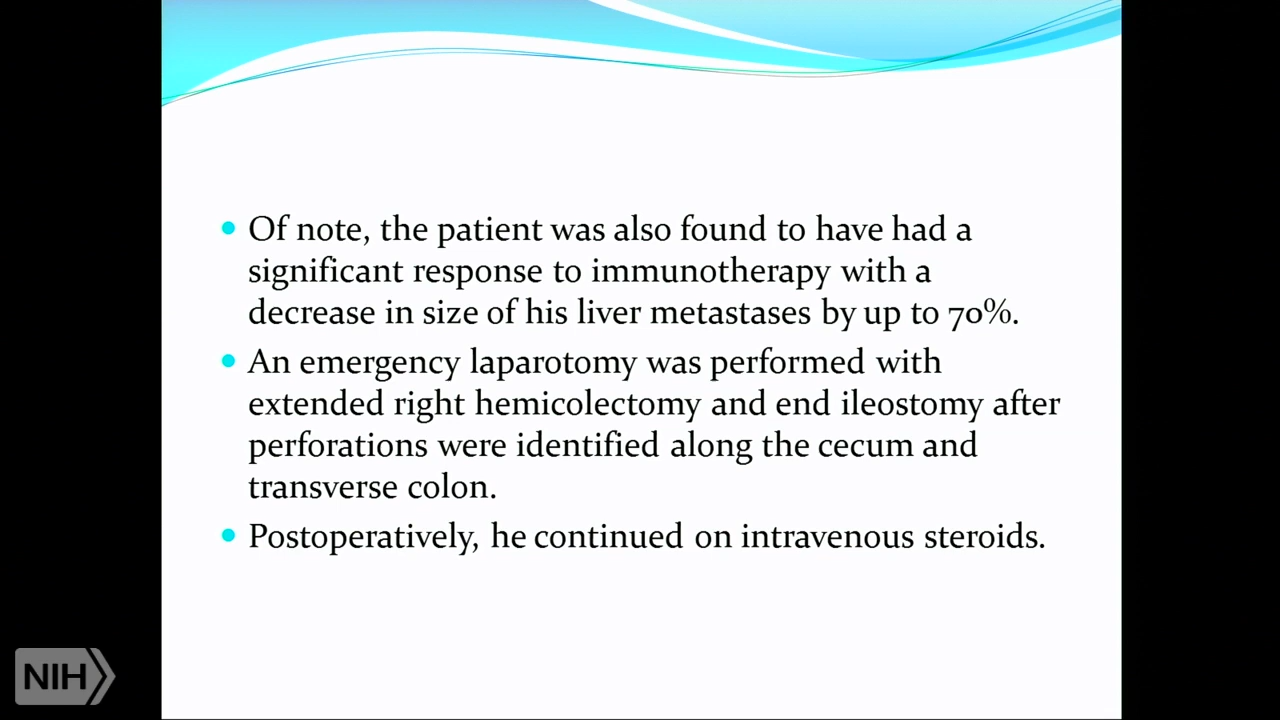 • Of note, the patient was also found to have had a
significant response to immunotherapy with a
decrease in size of his liver metastases by up to 70%.
• An emergency laparotomy was performed with
extended right hemicolectomy and end ileostomy after
perforations were identified along the cecum and
transverse colon.
• Postoperatively, he continued on intravenous steroids.
NIH